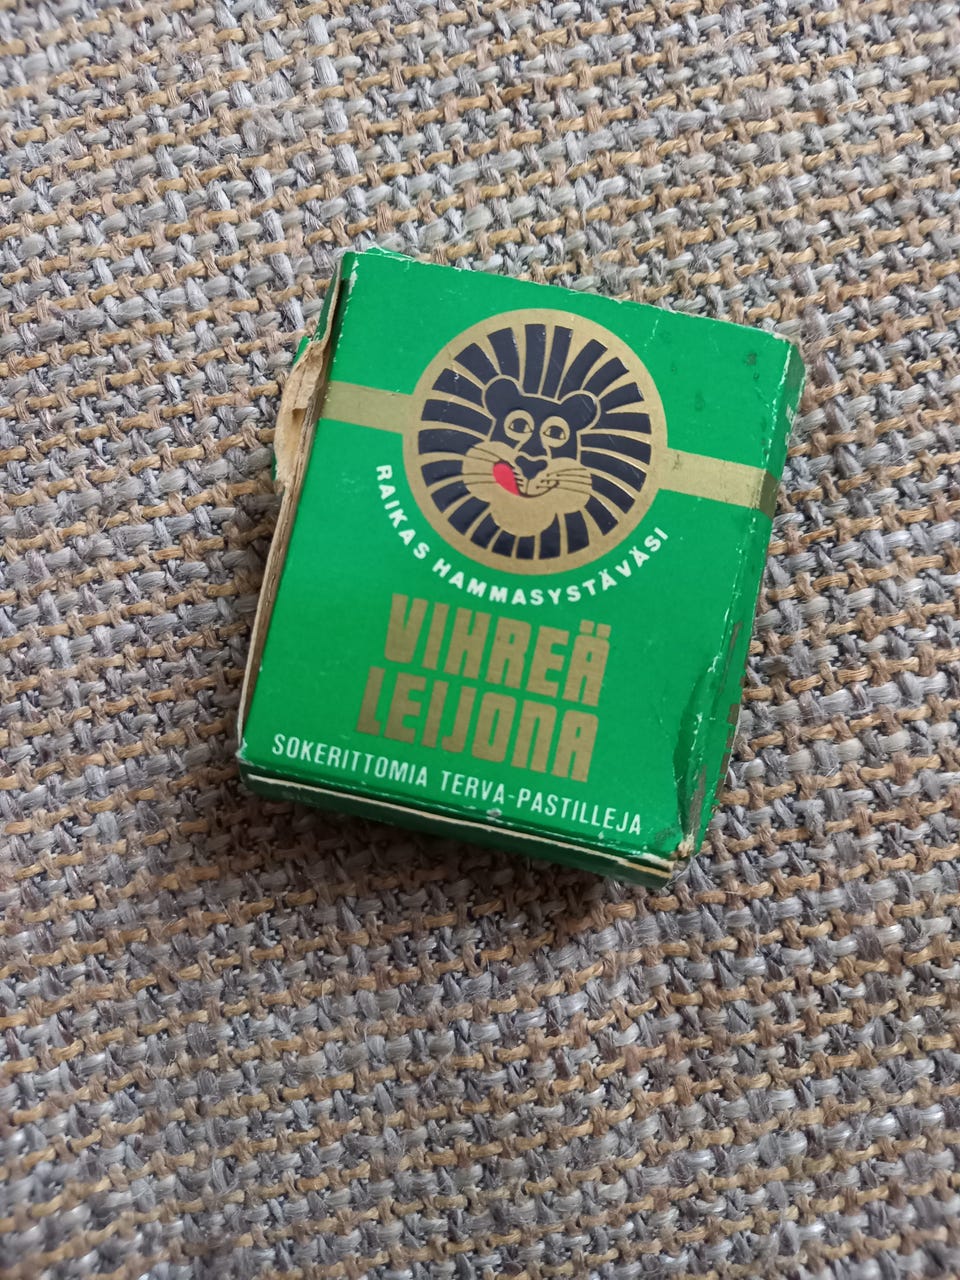 RAIKAS HAMMASYSTÄVÄSI
VIHREÄ
LEIJONA
SOKERITTOMIA TERVA-PASTILLEJA